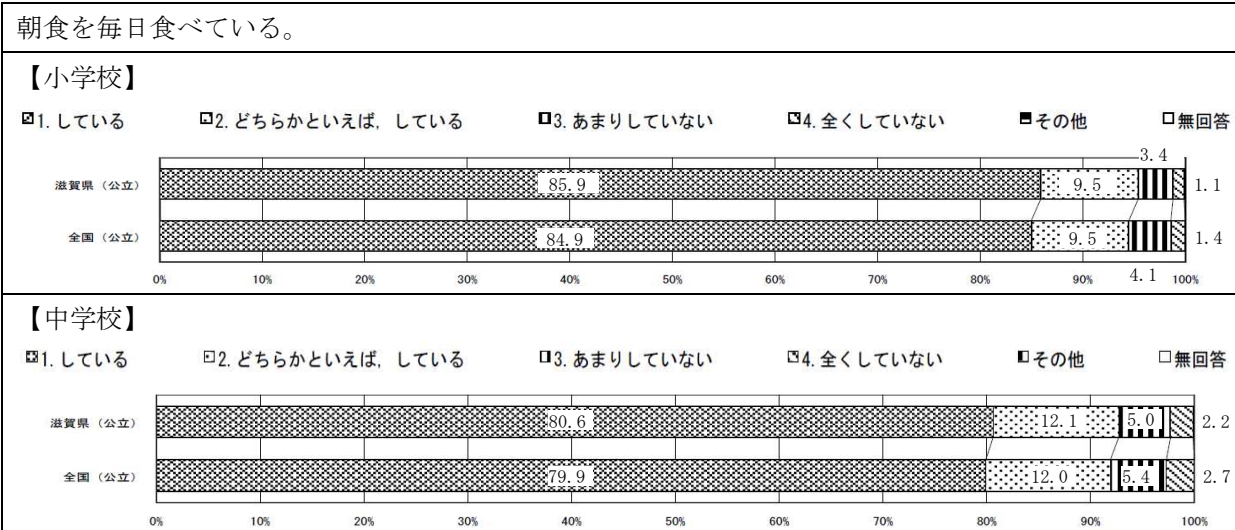 朝食を毎日食べている。
【小学校】
1. している 2. どちらかといえば，している 3. あまりしていない 4. 全くしていない その他 無回答
3.4
滋賀県（公立） 85.9 9.5 1.1
全国（公立） 84.9 9.5 1.4
4.1
0% 10% 20% 30% 40% 50% 60% 70% 80% 90% 100%
【中学校】
1. している 2. どちらかといえば，している 3. あまりしていない 4. 全くしていない その他 無回答
滋賀県（公立） 80.6 12.1 5.0 2.2
全国（公立） 79.9 12.0 5.4 2.7
0% 10% 20% 30% 40% 50% 60% 70% 80% 90% 100%